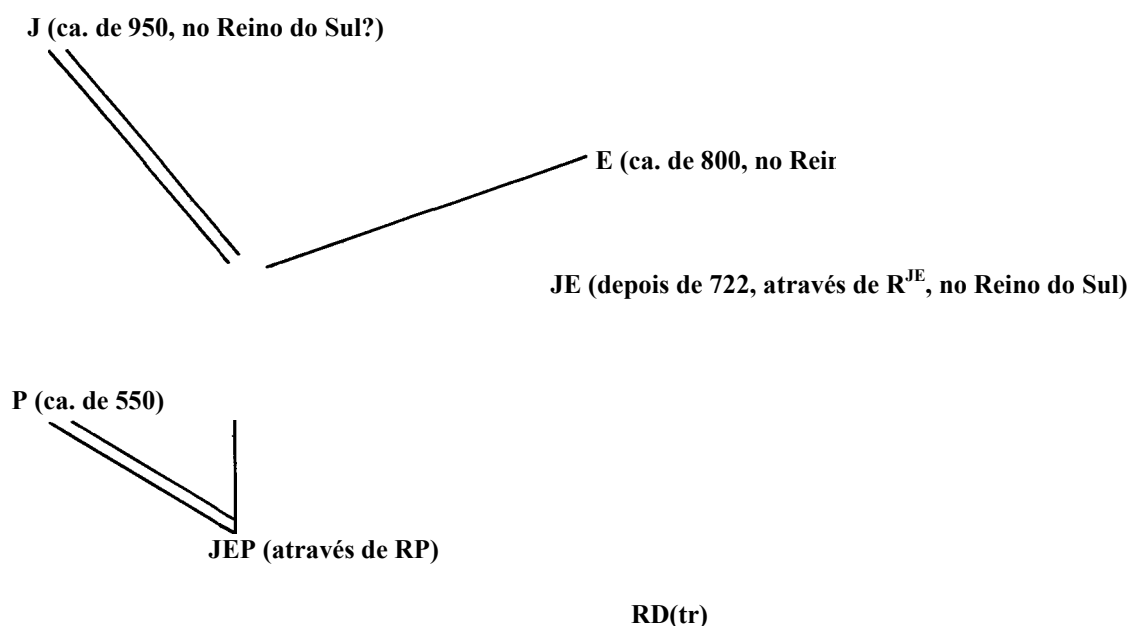 J (ca. de 950, no Reino do Sul?)
E (ca. de 800, no Rein
JE (depois de 722, através de R^JE, no Reino do Sul)
P (ca. de 550)
JEP (através de RP)
RD(tr)